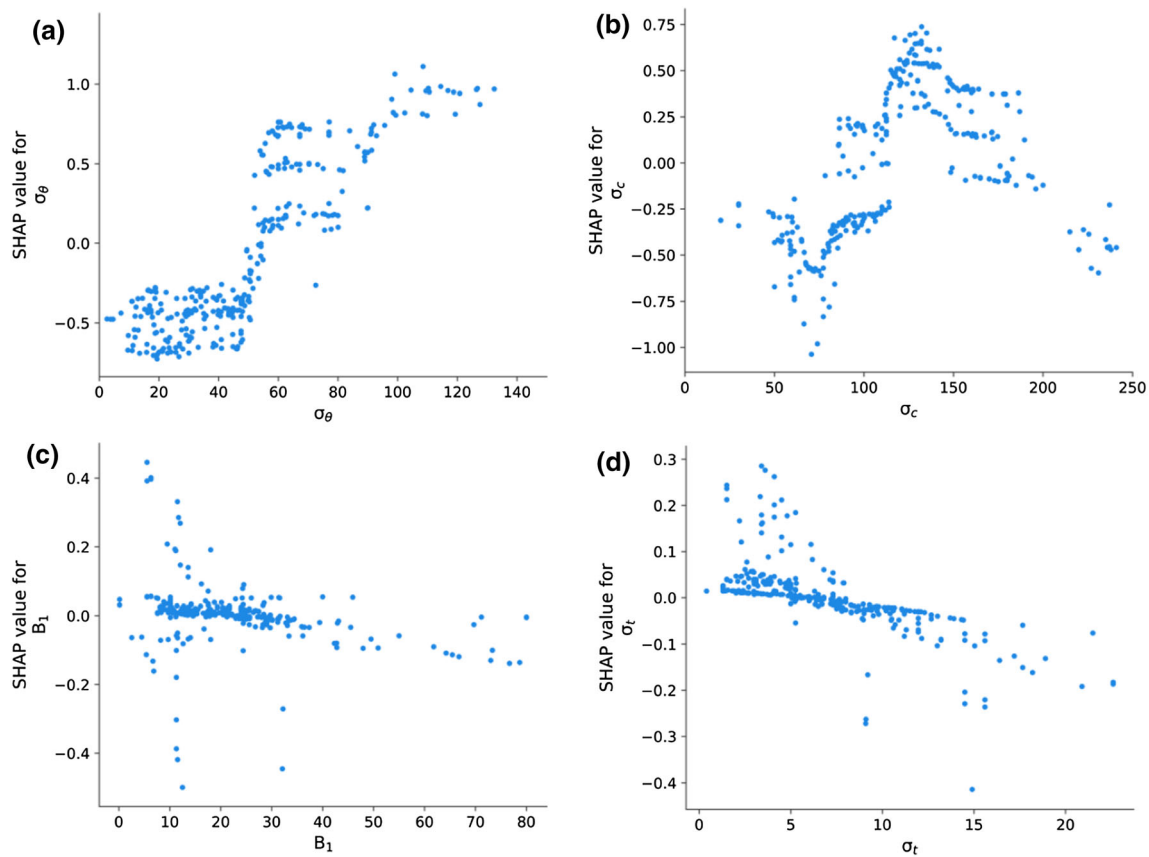 (a)
SHAP value for
σθ
1.0
0.5
0.0
−0.5
0 20 40 60 80 100 120 140
σθ
(b)
SHAP value for
σc
0.75
0.50
0.25
0.00
−0.25
−0.50
−0.75
−1.00
0 50 100 150 200 250
σc
(c)
SHAP value for
B1
0.4
0.2
0.0
−0.2
−0.4
0 10 20 30 40 50 60 70 80
B1
(d)
SHAP value for
σt
0.3
0.2
0.1
0.0
−0.1
−0.2
−0.3
−0.4
0 5 10 15 20
σt